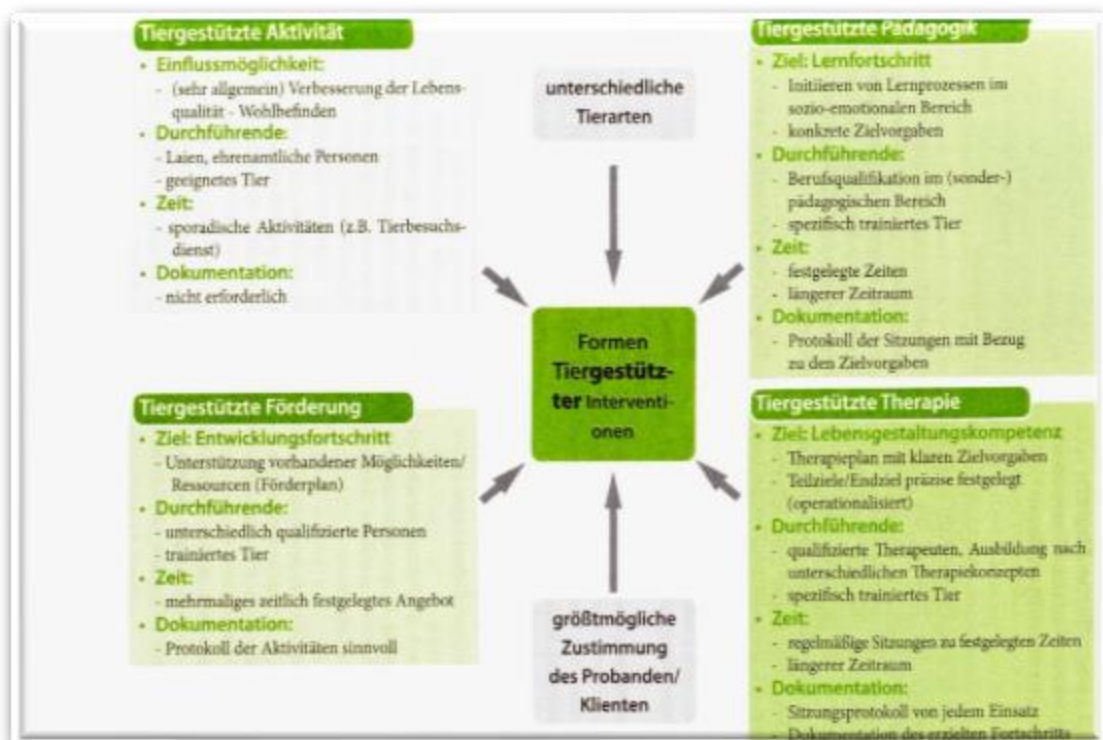 Tiergestützte Aktivität
• Einflussmöglichkeit:
- (sehr allgemein) Verbesserung der Lebens-
qualität - Wohlbefinden
• Durchführende:
- Laien, ehrenamtliche Personen
- geeignetes Tier
• Zeit:
- sporadische Aktivitäten (z.B. Tierbesuchs-
dienst)
• Dokumentation:
- nicht erforderlich
unterschiedliche
Tierarten
Tiergestützte Pädagogik
• Ziel: Lernfortschritt
- Initiieren von Lernprozessen im
sozio-emotionalen Bereich
- konkrete Zielvorgaben
• Durchführende:
- Berufsqualifikation im (sonder-)
pädagogischen Bereich
- spezifisch trainiertes Tier
• Zeit:
- festgelegte Zeiten
- längerer Zeitraum
• Dokumentation:
- Protokoll der Sitzungen mit Bezug
zu den Zielvorgaben
Formen
Tiergestütz-
ter Interventi-
onen
Tiergestützte Förderung
• Ziel: Entwicklungsfortschritt
- Unterstützung vorhandener Möglichkeiten/
Ressourcen (Förderplan)
• Durchführende:
- unterschiedlich qualifizierte Personen
- trainiertes Tier
• Zeit:
- mehrmaliges zeitlich festgelegtes Angebot
• Dokumentation:
- Protokoll der Aktivitäten sinnvoll
größtmögliche
Zustimmung
des Probanden/
Klienten
Tiergestützte Therapie
• Ziel: Lebensgestaltungskompetenz
- Therapieplan mit klaren Zielvorgaben
- Teilziele/Endziel präzise festgelegt
(operationalisiert)
• Durchführende:
- qualifizierte Therapeuten, Ausbildung nach
unterschiedlichen Therapiekonzepten
- spezifisch trainiertes Tier
• Zeit:
- regelmäßige Sitzungen zu festgelegten Zeiten
- längerer Zeitraum
• Dokumentation:
- Sitzungsprotokoll von jedem Einsatz
- Dokumentation des erzielten Fortschritts